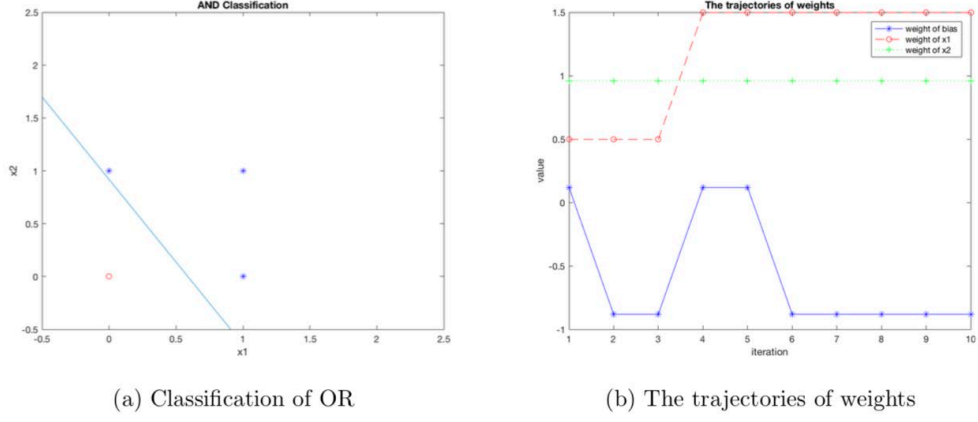 AND Classification
2.5
2
1.5
1
0.5
0
-0.5
x2
-0.5
0
0.5
1
1.5
2
2.5
x1
(a) Classification of OR
The trajectories of weights
1.5
1
0.5
0
-0.5
-1
value
weight of bias
weight of x1
weight of x2
1
2
3
4
5
6
7
8
9
10
iteration
(b) The trajectories of weights